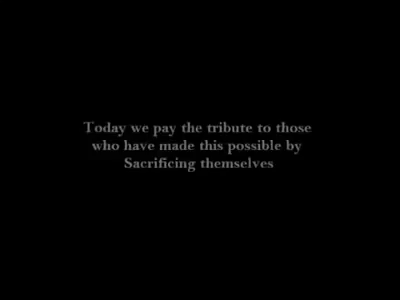 Today we pay the tribute to those
who have made this possible by
Sacrificing themselves